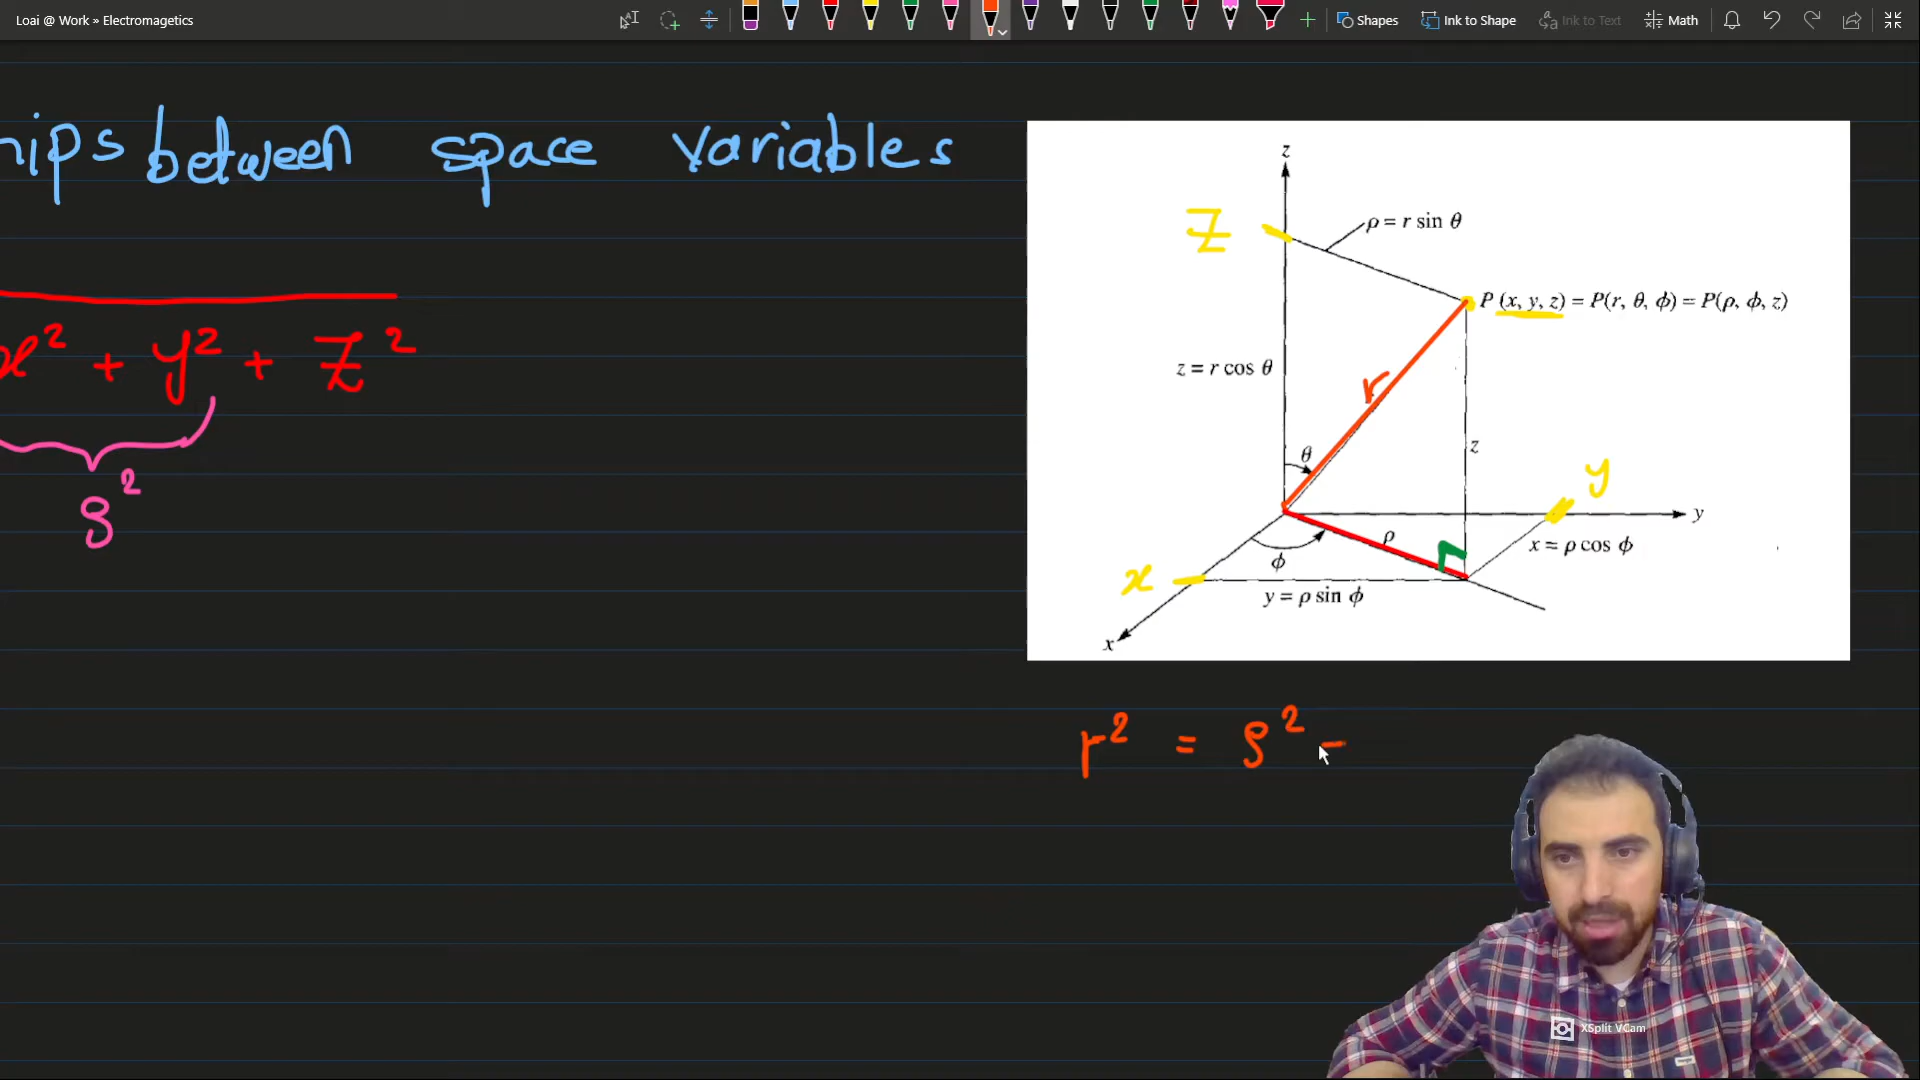 Loai @ Work » Electromagetics
Shapes Ink to Shape Ink to Text Math
between space variables
z
Z
ρ = r sin θ
P (x, y, z) = P(r, θ, ϕ) = P(ρ, ϕ, z)
x² + y² + z²
z = r cos θ
r
θ
z
y
ρ²
y
ρ
x = ρ cos ϕ
ϕ
x
y = ρ sin ϕ
x
r² = ρ² -
XSplit VCam